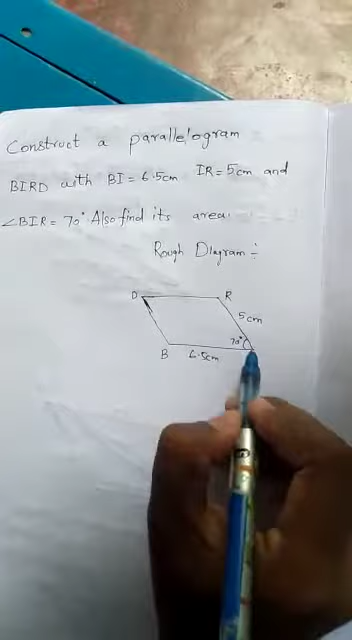 Construct a parallelogram
BIRD with BI = 6.5cm IR = 5cm and
∠BIR = 70°. Also find its area
Rough Diagram ÷
D R
5cm
70°
B 6.5cm